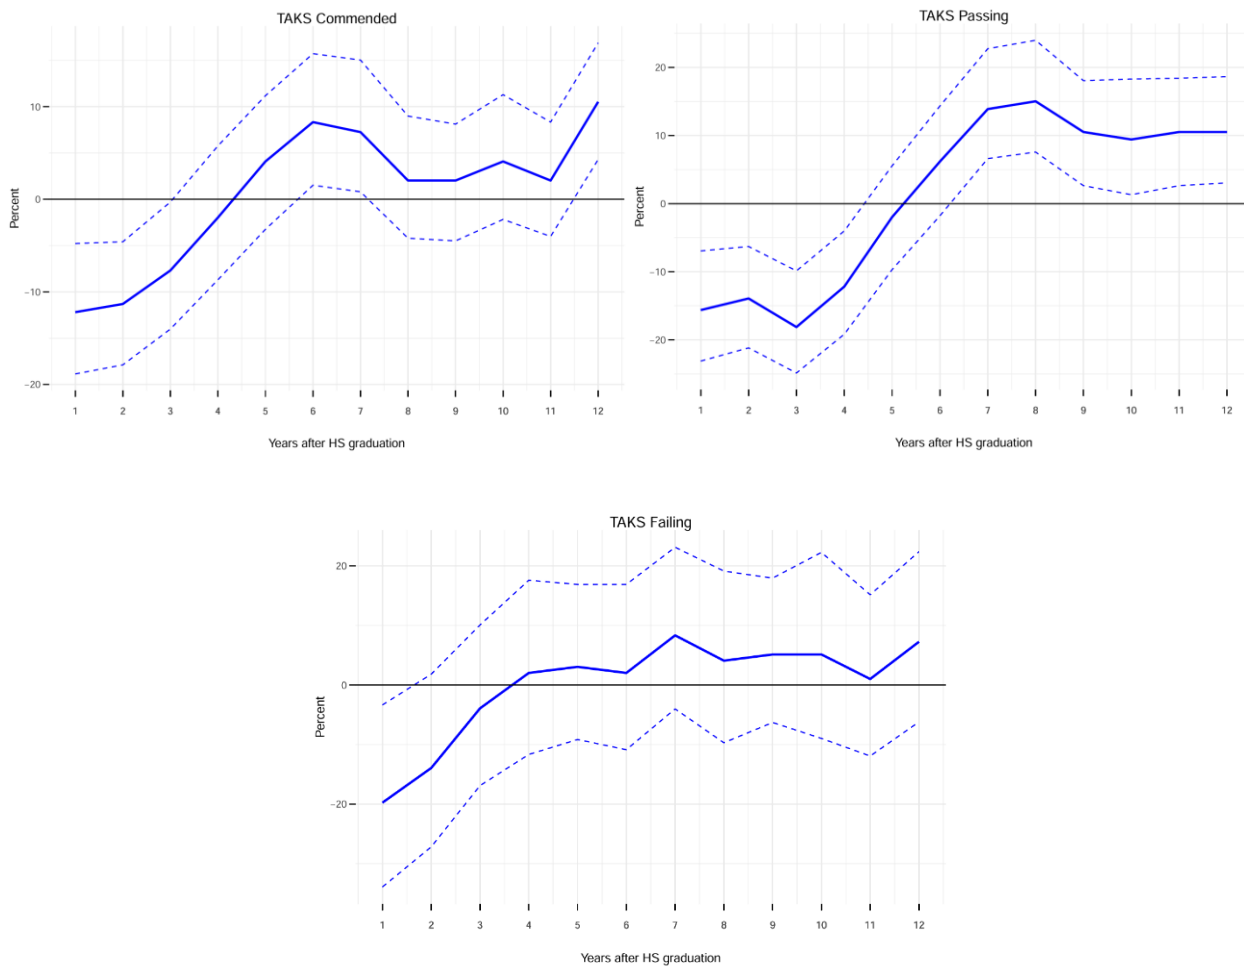 TAKS Commended
Percent
10
0
−10
−20
1 2 3 4 5 6 7 8 9 10 11 12
Years after HS graduation
TAKS Passing
Percent
20
10
0
−10
−20
1 2 3 4 5 6 7 8 9 10 11 12
Years after HS graduation
TAKS Failing
Percent
20
0
−20
1 2 3 4 5 6 7 8 9 10 11 12
Years after HS graduation